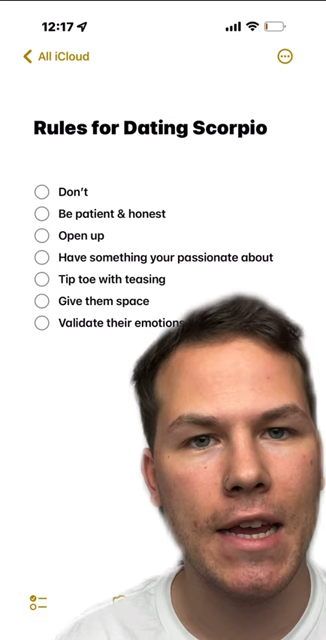 12:17
All iCloud
Rules for Dating Scorpio
Don't
Be patient & honest
Open up
Have something your passionate about
Tip toe with teasing
Give them space
Validate their emotions